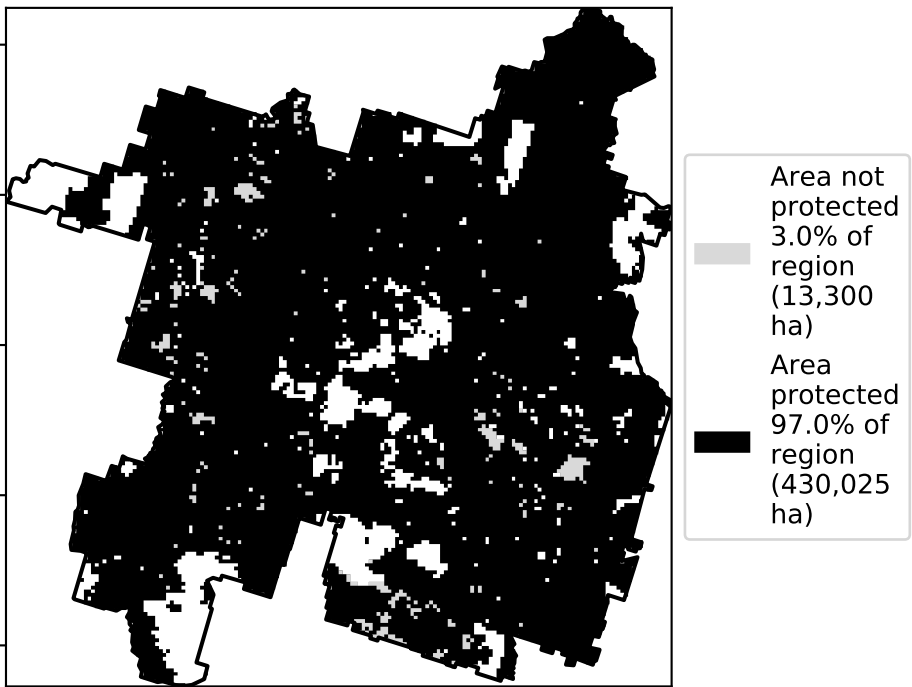 Area not
protected
3.0% of
region
(13,300
ha)
Area
protected
97.0% of
region
(430,025
ha)